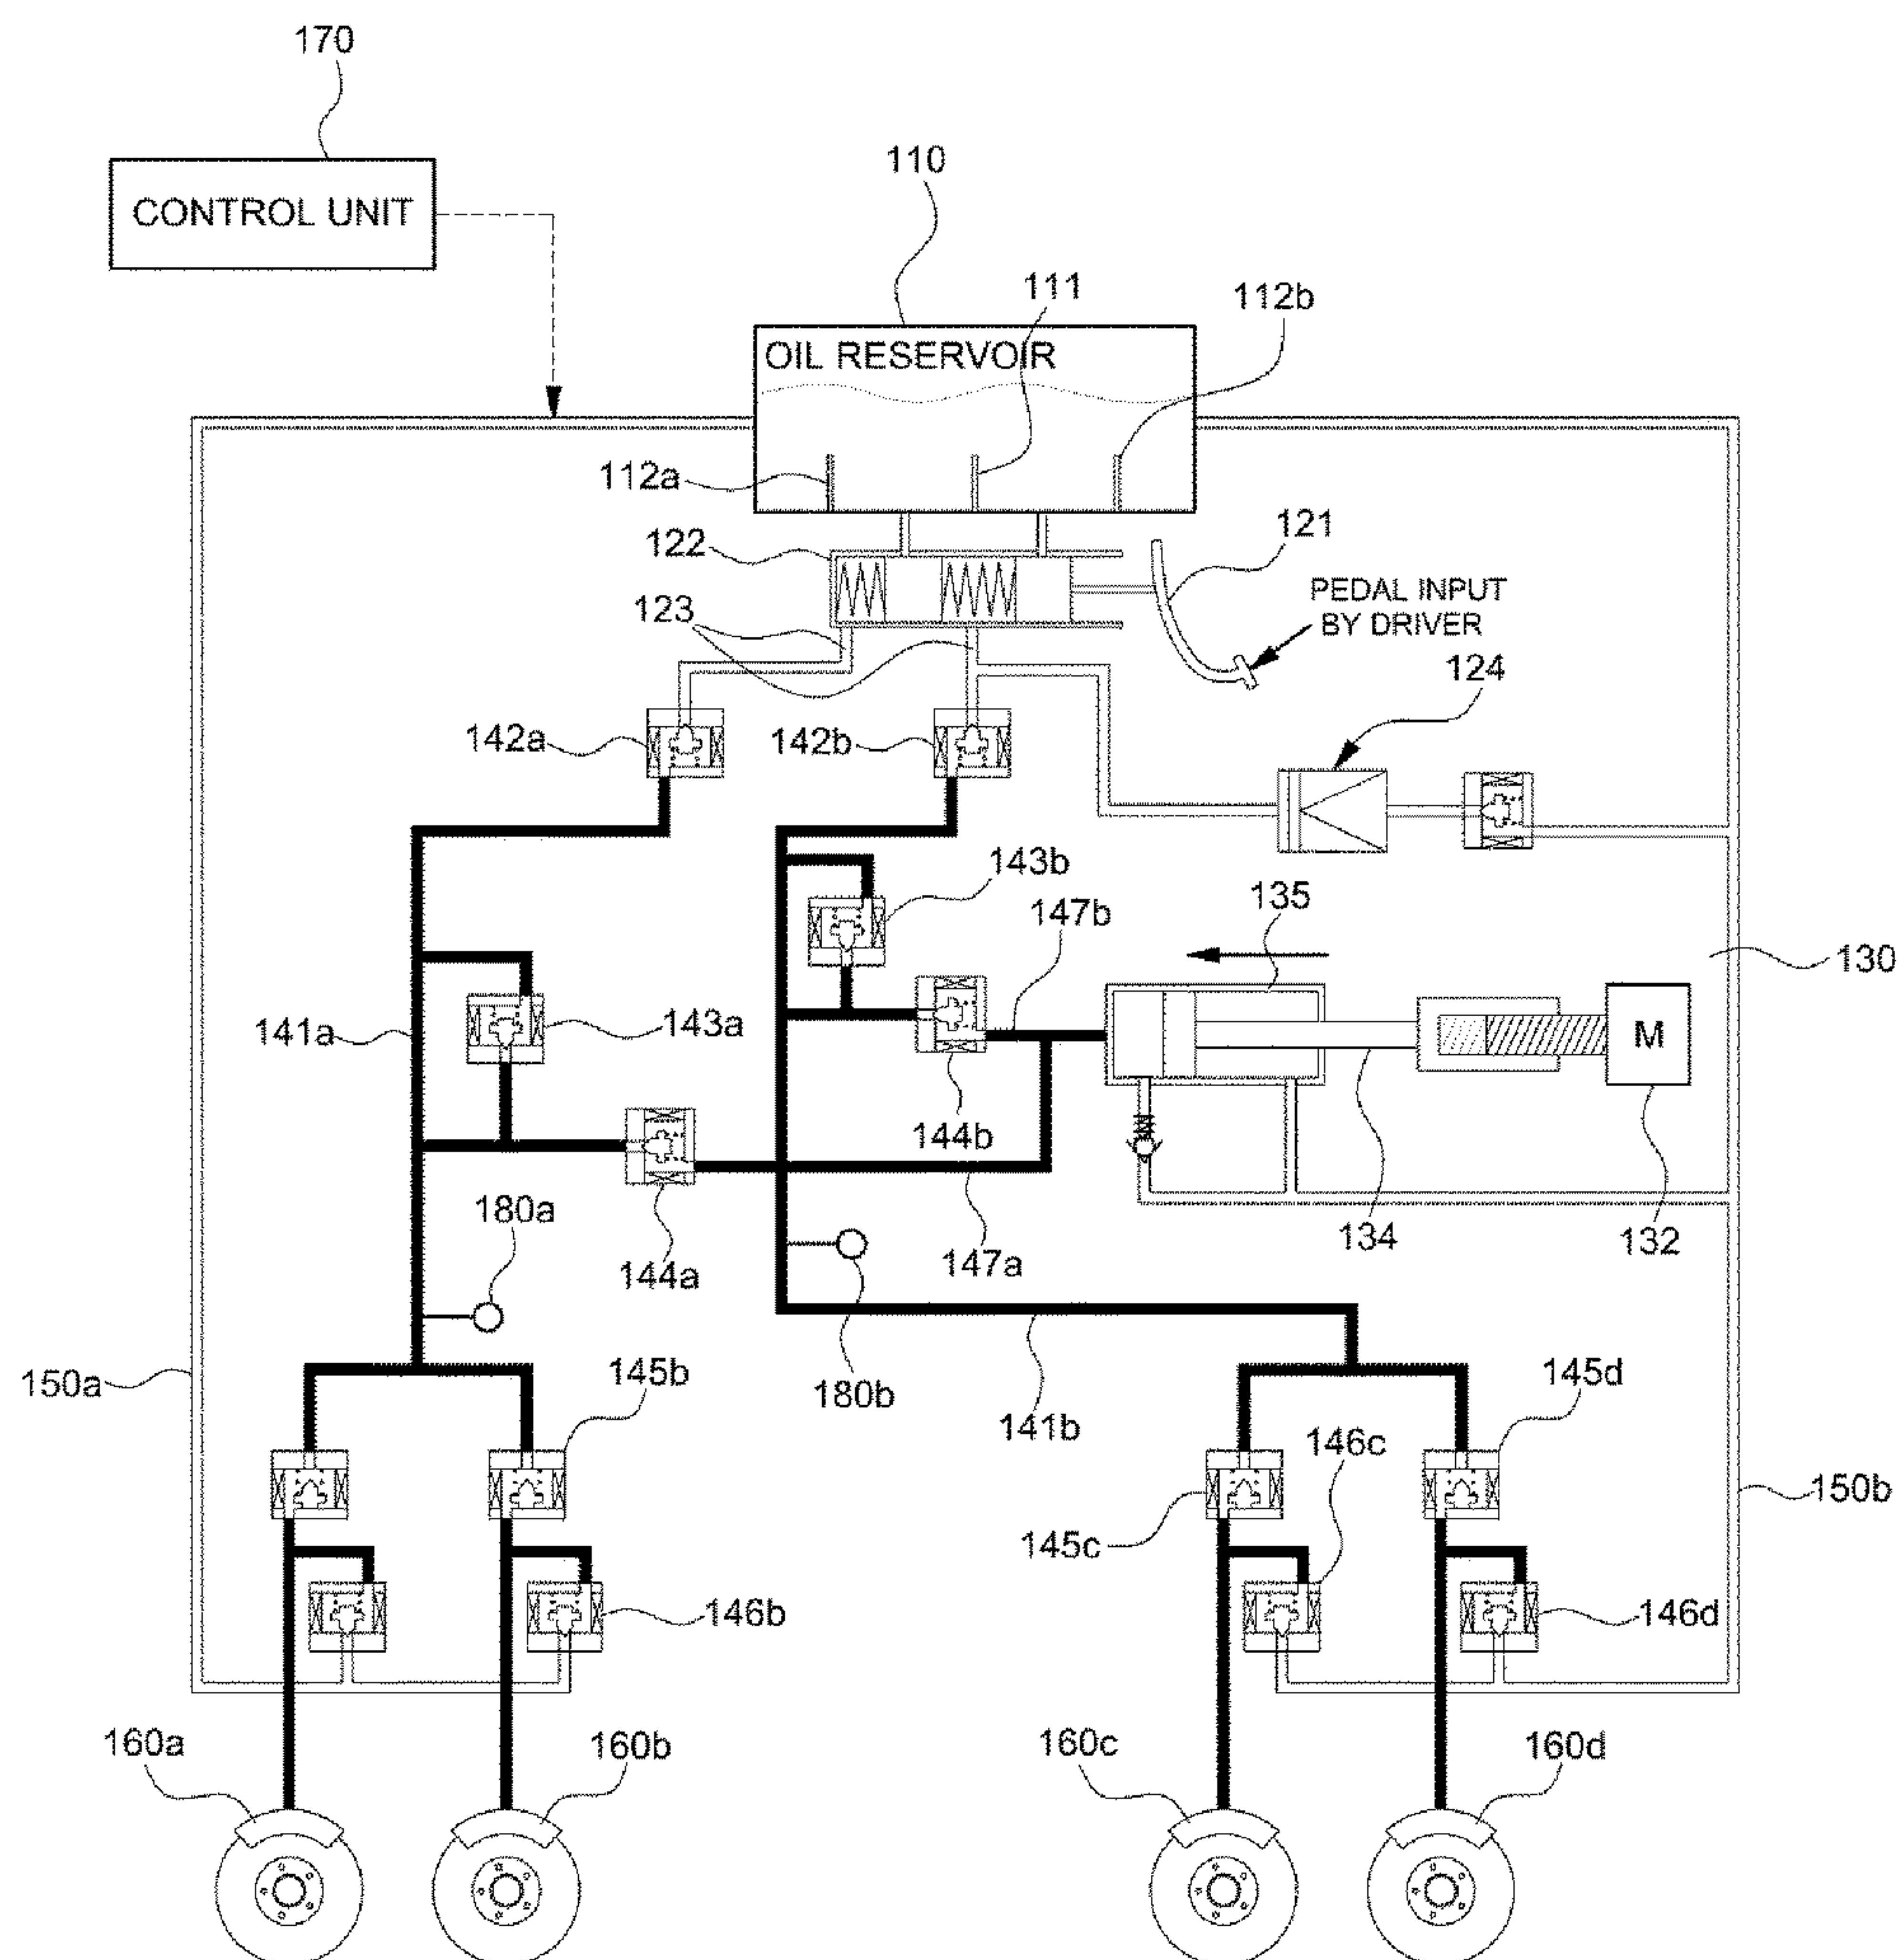 170
CONTROL UNIT
110
111
112b
OIL RESERVOIR
112a
122
121
PEDAL INPUT
BY DRIVER
123
124
142a
142b
143b
135
147b
130
141a
143a
M
144b
180a
134
132
144a
147a
150a
145b
180b
141b
145d
146c
150b
145c
146b
146d
160a
160b
160c
160d